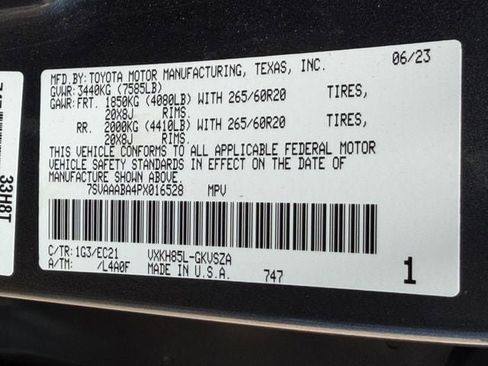 MFD.BY:TOYOTA MOTOR MANUFACTURING, TEXAS, INC. 06/23
GVWR: 3440KG (7585LB)
GAWR: FRT. 1850KG (4080LB) WITH 265/60R20 TIRES,
20X8J RIMS.
RR. 2000KG (4410LB) WITH 265/60R20 TIRES,
20X8J RIMS.
THIS VEHICLE CONFORMS TO ALL APPLICABLE FEDERAL MOTOR
VEHICLE SAFETY STANDARDS IN EFFECT ON THE DATE OF
MANUFACTURE SHOWN ABOVE.
7SVAAABA4PX016528 MPV
C/TR:1G3/EC21 VXKH85L-GKVSZA
A/TM: /L4A0F MADE IN U.S.A. 747
1
33H8T